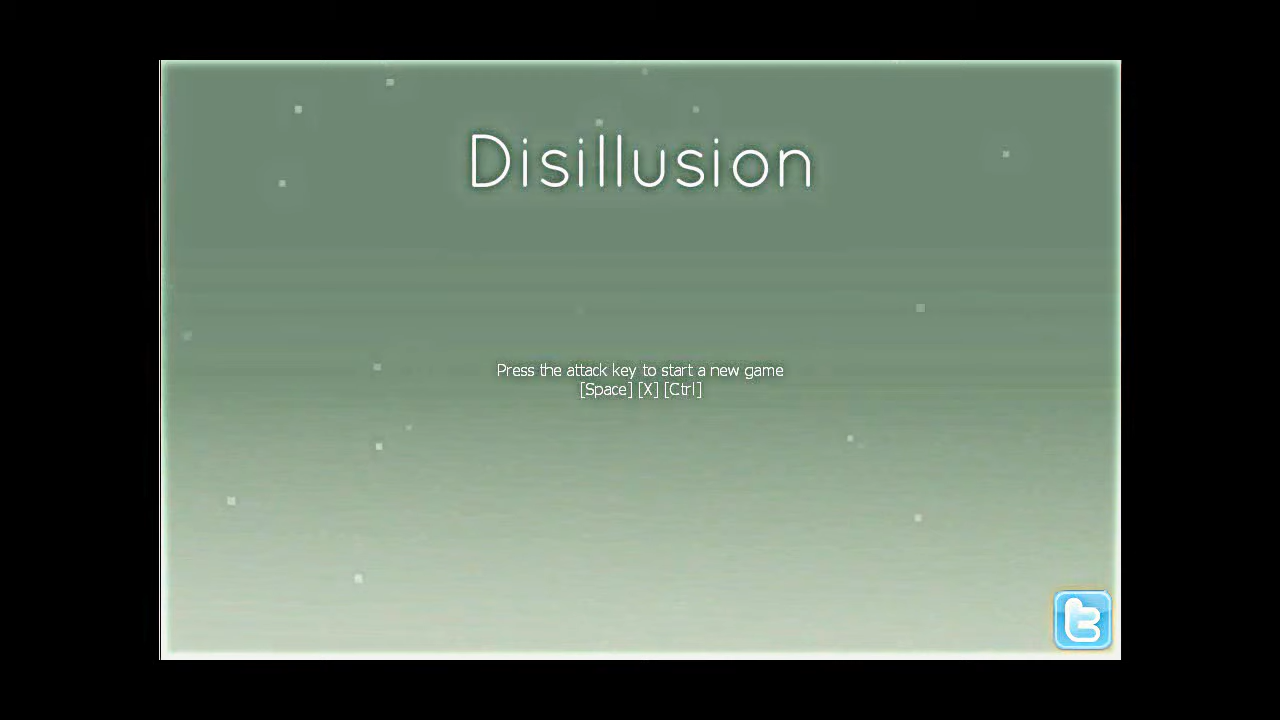 Disillusion
Press the attack key to start a new game
[Space] [X] [Ctrl]
t